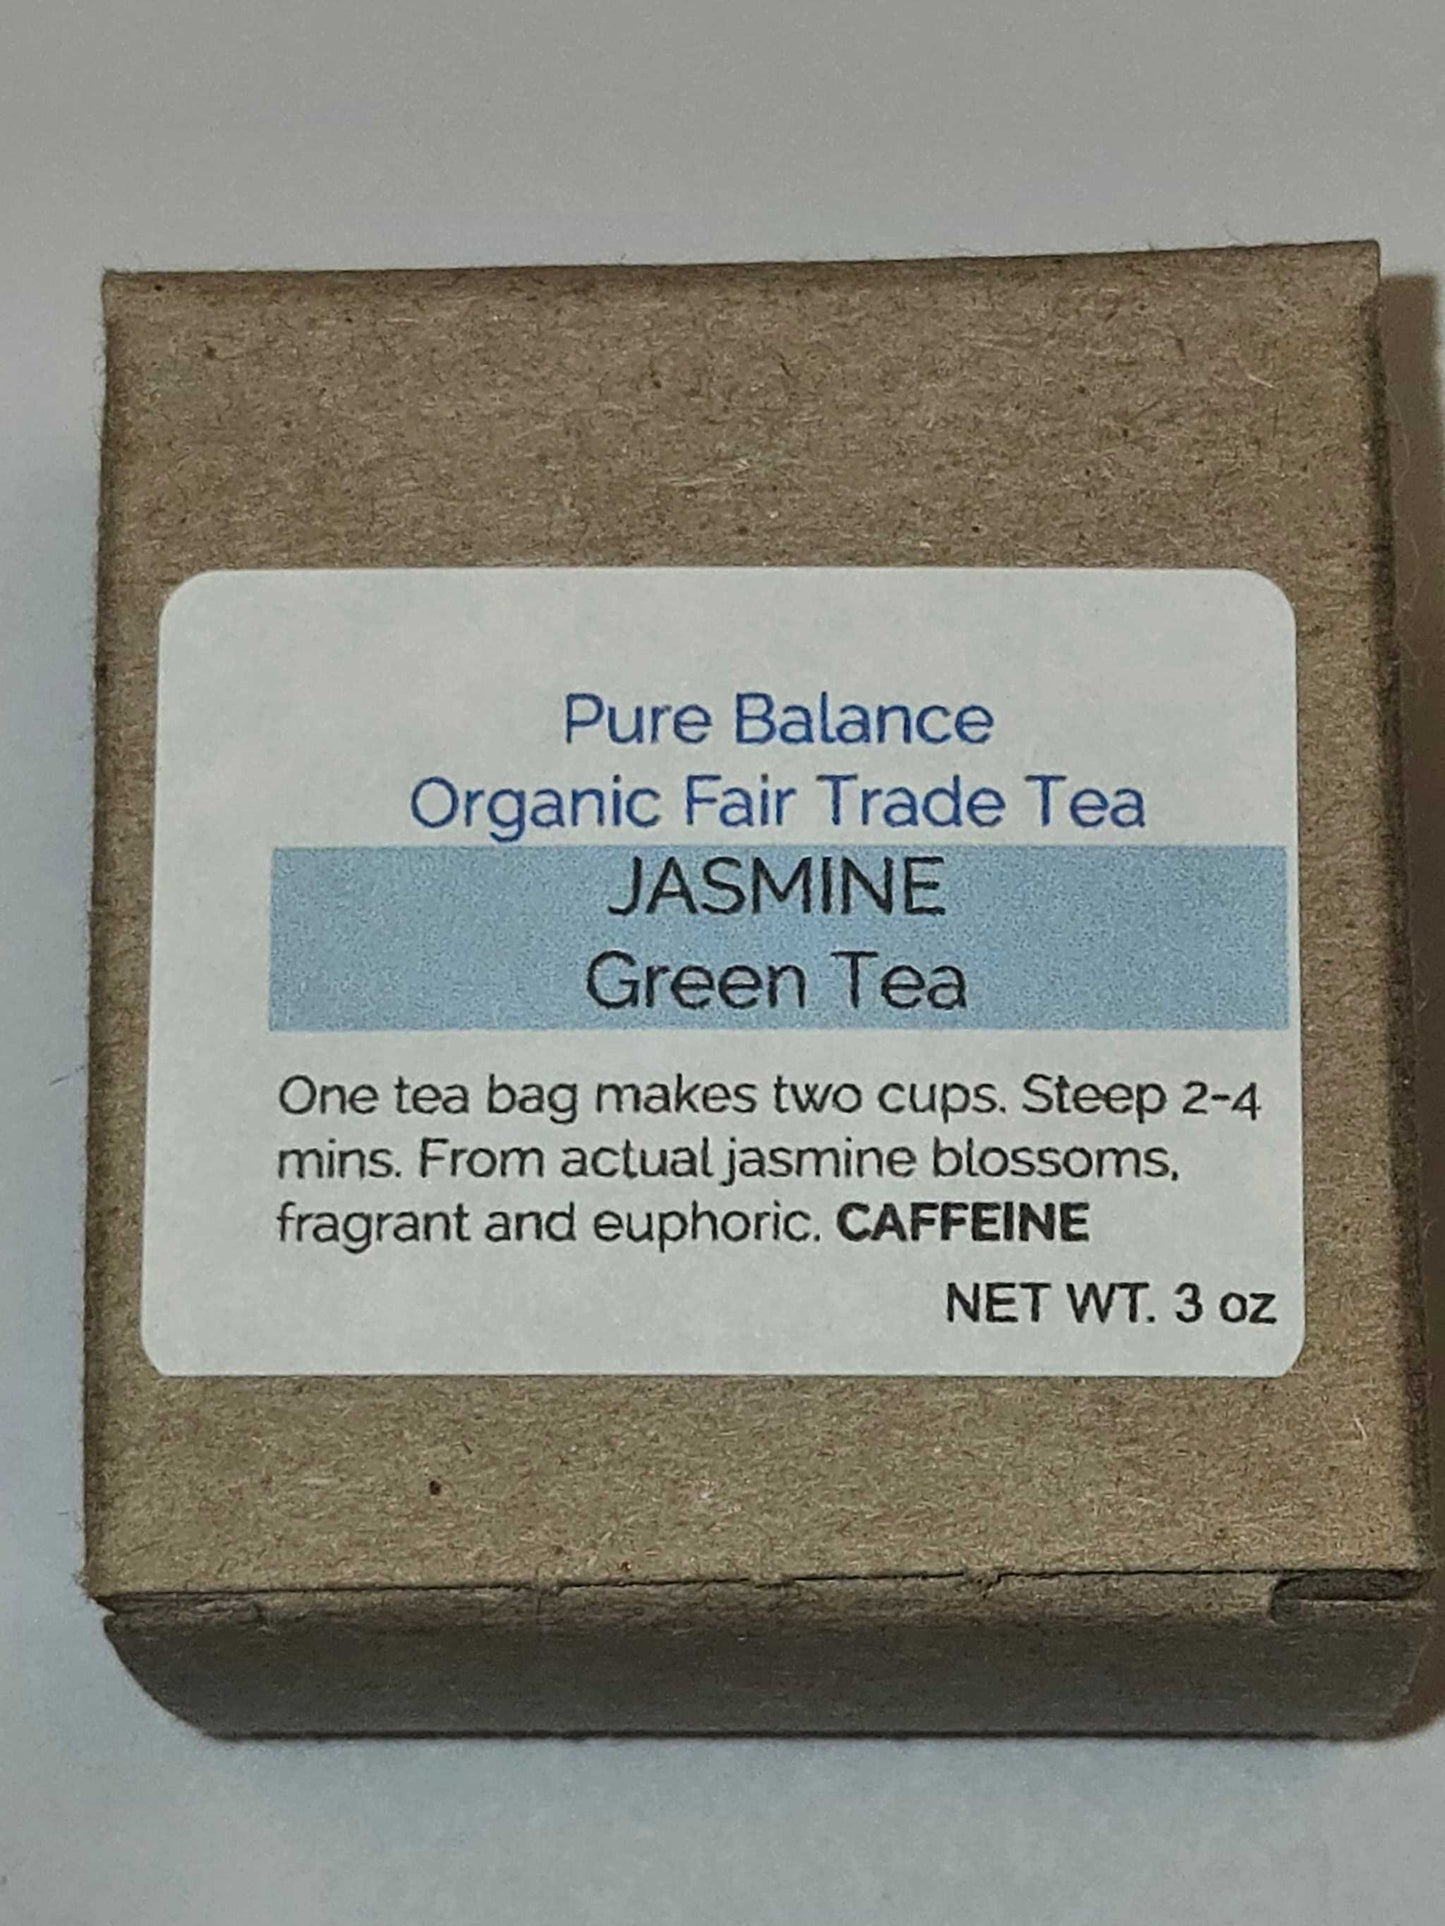 Pure Balance
Organic Fair Trade Tea
JASMINE
Green Tea
One tea bag makes two cups. Steep 2-4
mins. From actual jasmine blossoms,
fragrant and euphoric. CAFFEINE
NET WT. 3 oz